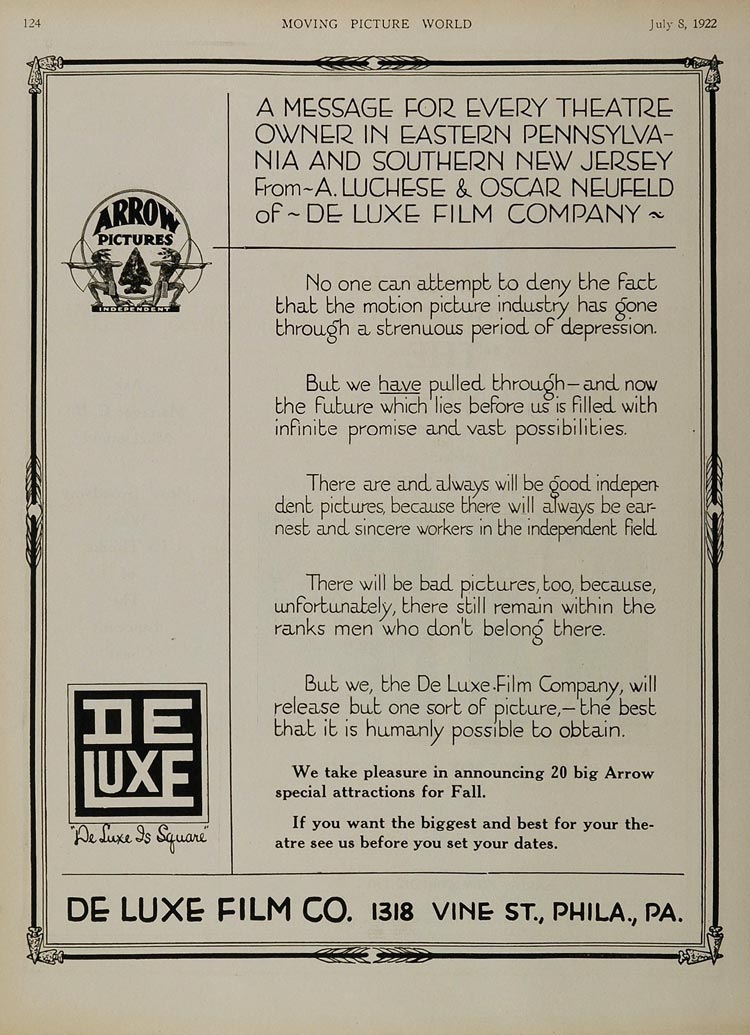 124
MOVING PICTURE WORLD
July 8, 1922
A MESSAGE FOR EVERY THEATRE
OWNER IN EASTERN PENNSYLVA-
NIA AND SOUTHERN NEW JERSEY
From~A. LUCHESE & OSCAR NEUFELD
of ~ DE LUXE FILM COMPANY ~
ARROW
PICTURES
INDEPENDENT
No one can attempt to deny the fact
that the motion picture industry has gone
through a strenuous period of depression.
But we have pulled through—and now
the future which lies before us is filled with
infinite promise and vast possibilities.
There are and always will be good indepen-
dent pictures, because there will always be ear-
nest and sincere workers in the independent field
There will be bad pictures, too, because,
unfortunately, there still remain within the
ranks men who don't belong there.
But we, the De Luxe Film Company, will
release but one sort of picture,—the best
that it is humanly possible to obtain.
We take pleasure in announcing 20 big Arrow
special attractions for Fall.
If you want the biggest and best for your the-
atre see us before you set your dates.
DE
LUXE
"De Luxe Is Square"
DE LUXE FILM CO. 1318 VINE ST., PHILA., PA.